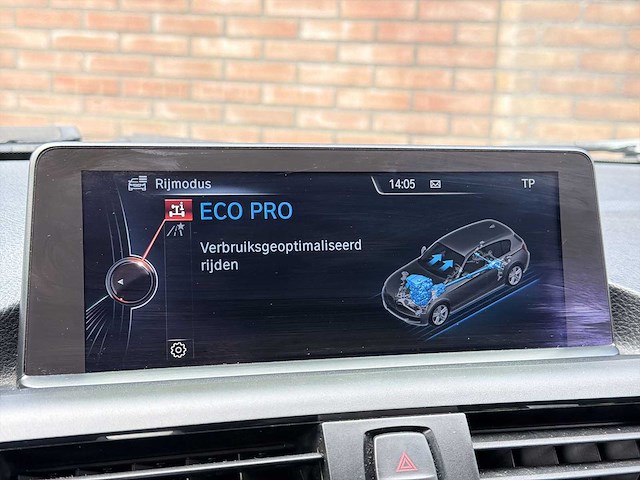 Rijmodus 14:05 TP
ECO PRO
Verbruiksgeoptimaliseerd
rijden